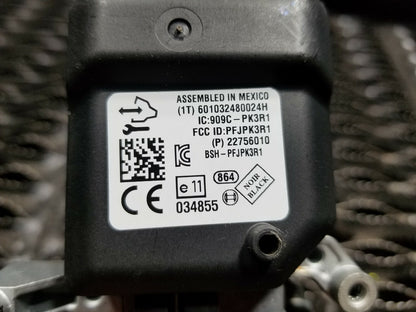 ASSEMBLED IN MEXICO
(1T) 601032480024H
IC:909C-PK3R1
FCC ID:PFJPK3R1
(P) 22756010
BSH-PFJPK3R1
CE
e 11
034855
864
NOIR
BLACK